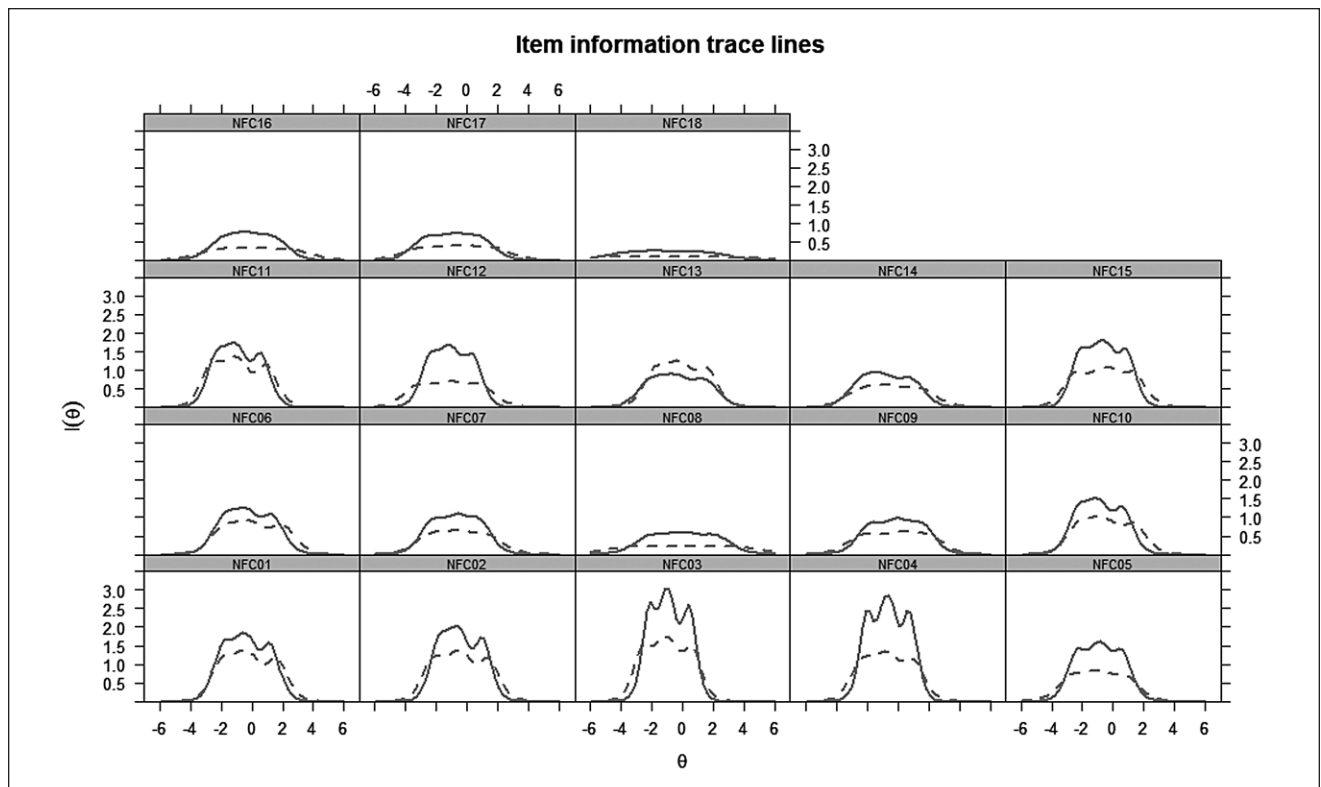 Item information trace lines
-6 -4 -2 0 2 4 6
NFC16 NFC17 NFC18
3.0
2.5
2.0
1.5
1.0
0.5
NFC11 NFC12 NFC13 NFC14 NFC15
3.0
2.5
2.0
1.5
1.0
0.5
I(θ)
NFC06 NFC07 NFC08 NFC09 NFC10
3.0
2.5
2.0
1.5
1.0
0.5
NFC01 NFC02 NFC03 NFC04 NFC05
3.0
2.5
2.0
1.5
1.0
0.5
-6 -4 -2 0 2 4 6 -6 -4 -2 0 2 4 6 -6 -4 -2 0 2 4 6
θ